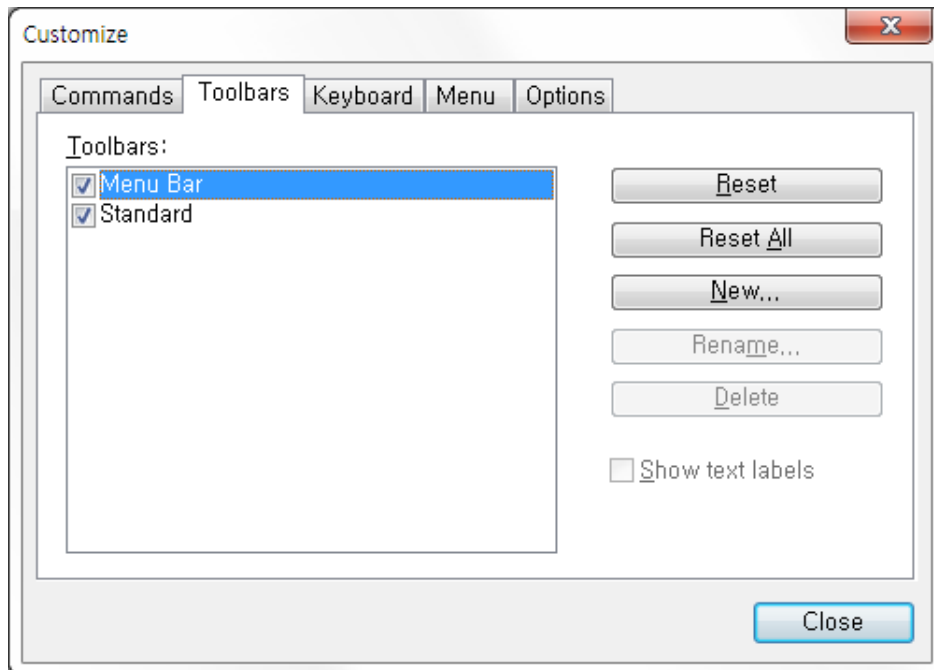 Customize
Commands Toolbars Keyboard Menu Options
Toolbars:
Menu Bar
Standard
Reset
Reset All
New...
Rename...
Delete
Show text labels
Close